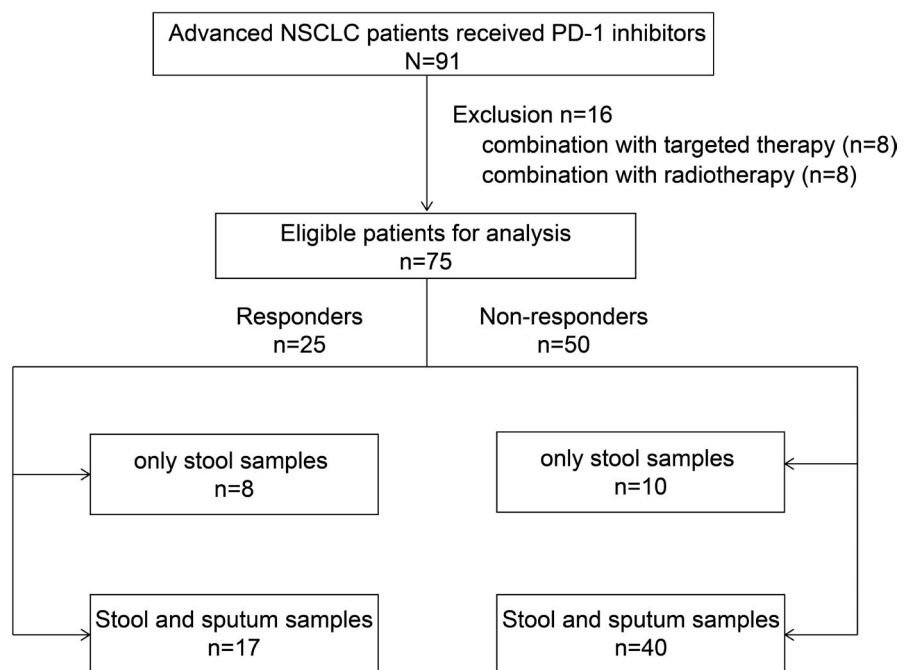 Advanced NSCLC patients received PD-1 inhibitors
N=91
Exclusion n=16
combination with targeted therapy (n=8)
combination with radiotherapy (n=8)
Eligible patients for analysis
n=75
Responders
n=25
Non-responders
n=50
only stool samples
n=8
only stool samples
n=10
Stool and sputum samples
n=17
Stool and sputum samples
n=40